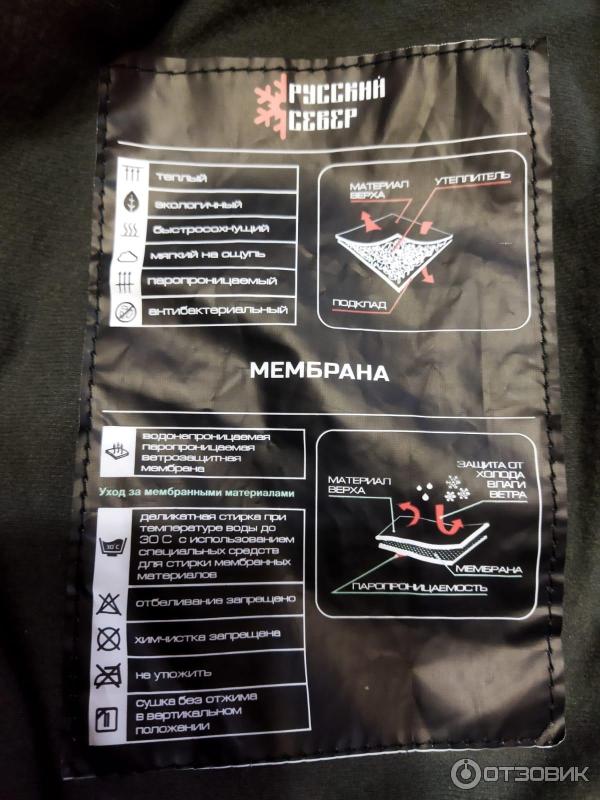 РУССКИЙ
СЕВЕР
теплый
экологичный
быстросохнущий
мягкий на ощупь
паропроницаемый
антибактериальный
МАТЕРИАЛ
ВЕРХА
УТЕПЛИТЕЛЬ
ПОДКЛАД
МЕМБРАНА
водонепроницаемая
паропроницаемая
ветрозащитная
мембрана
Уход за мембранными материалами
30 C
деликатная стирка при
температуре воды до
30 С с использованием
специальных средств
для стирки мембранных
материалов
отбеливание запрещено
химчистка запрещена
не утюжить
сушка без отжима
в вертикальном
положении
МАТЕРИАЛ
ВЕРХА
ЗАЩИТА ОТ
ХОЛОДА
ВЛАГИ
ВЕТРА
МЕМБРАНА
ПАРОПРОНИЦАЕМОСТЬ
ОТЗОВИК